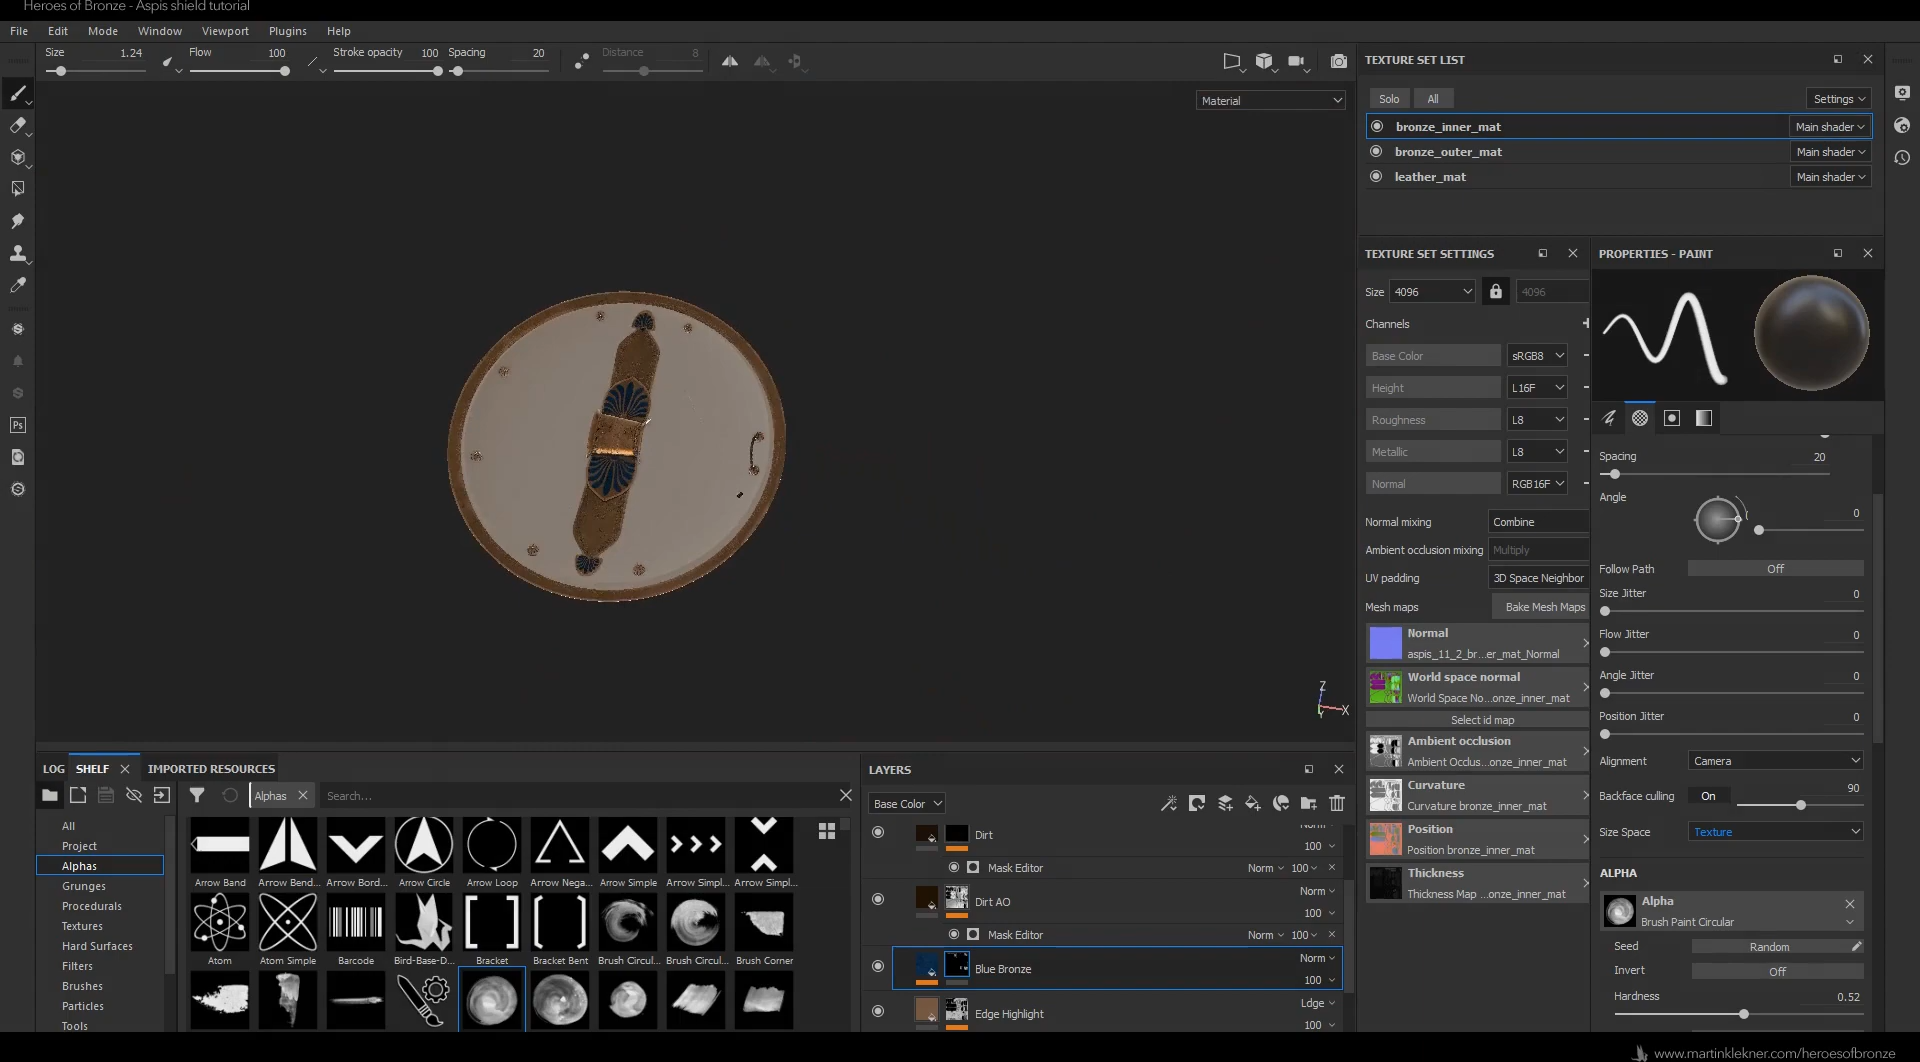 Heroes of Bronze - Aspis shield tutorial
File Edit Mode Window Viewport Plugins Help
Size 1.24 Flow 100 Stroke opacity 100 Spacing 20 Distance 8
Material
TEXTURE SET LIST
Solo All Settings
bronze_inner_mat Main shader
bronze_outer_mat Main shader
leather_mat Main shader
TEXTURE SET SETTINGS
Size 4096 4096
Channels
Base Color sRGB8
Height L16F
Roughness L8
Metallic L8
Normal RGB16F
Normal mixing Combine
Ambient occlusion mixing Multiply
UV padding 3D Space Neighbor
Mesh maps Bake Mesh Maps
Normal
aspis_11_2_br...er_mat_Normal
World space normal
World Space No...onze_inner_mat
Select id map
Ambient occlusion
Ambient Occlus...onze_inner_mat
Curvature
Curvature bronze_inner_mat
Position
Position bronze_inner_mat
Thickness
Thickness Map ...onze_inner_mat
PROPERTIES - PAINT
Spacing 20
Angle 0
Follow Path Off
Size Jitter 0
Flow Jitter 0
Angle Jitter 0
Position Jitter 0
Alignment Camera
Backface culling On 90
Size Space Texture
ALPHA
Alpha
Brush Paint Circular
Seed Random
Invert Off
Hardness 0.52
Ps
Z
Y
X
LOG SHELF IMPORTED RESOURCES
Alphas Search...
All
Project
Alphas
Grunges
Procedurals
Textures
Hard Surfaces
Filters
Brushes
Particles
Tools
Arrow Band Arrow Bend... Arrow Bord... Arrow Circle Arrow Loop Arrow Nega... Arrow Simple Arrow Simpl... Arrow Simpl...
Atom Atom Simple Barcode Bird-Base-D... Bracket Bracket Bent Brush Circul... Brush Circul... Brush Corner
LAYERS
Base Color
Dirt Norm
100
Mask Editor Norm 100
Dirt AO Norm
100
Mask Editor Norm 100
Blue Bronze Norm
100
Edge Highlight Ldge
100
www.martinklekner.com/heroesofbronze